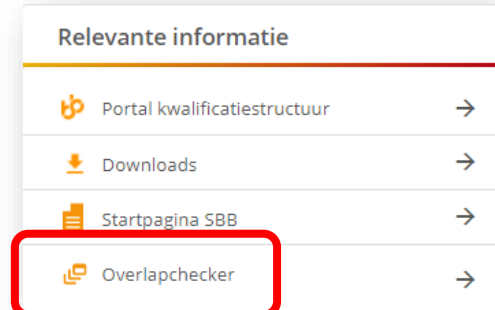 Relevante informatie
Portal kwalificatiestructuur
Downloads
Startpagina SBB
Overlapchecker